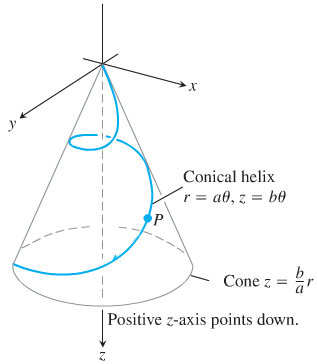 x
y
Conical helix
r = aθ, z = bθ
P
Cone z = b/a r
Positive z-axis points down.
z